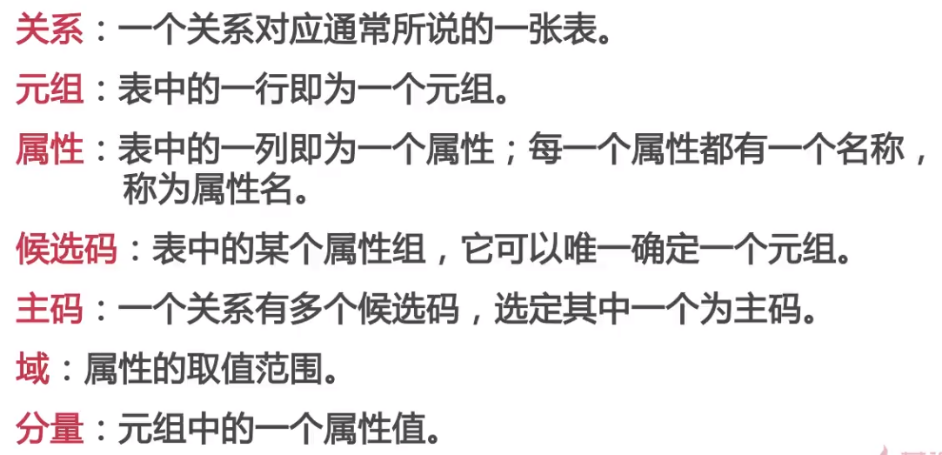 关系：一个关系对应通常所说的一张表。
元组：表中的一行即为一个元组。
属性：表中的一列即为一个属性；每一个属性都有一个名称，
称为属性名。
候选码：表中的某个属性组，它可以唯一确定一个元组。
主码：一个关系有多个候选码，选定其中一个为主码。
域：属性的取值范围。
分量：元组中的一个属性值。